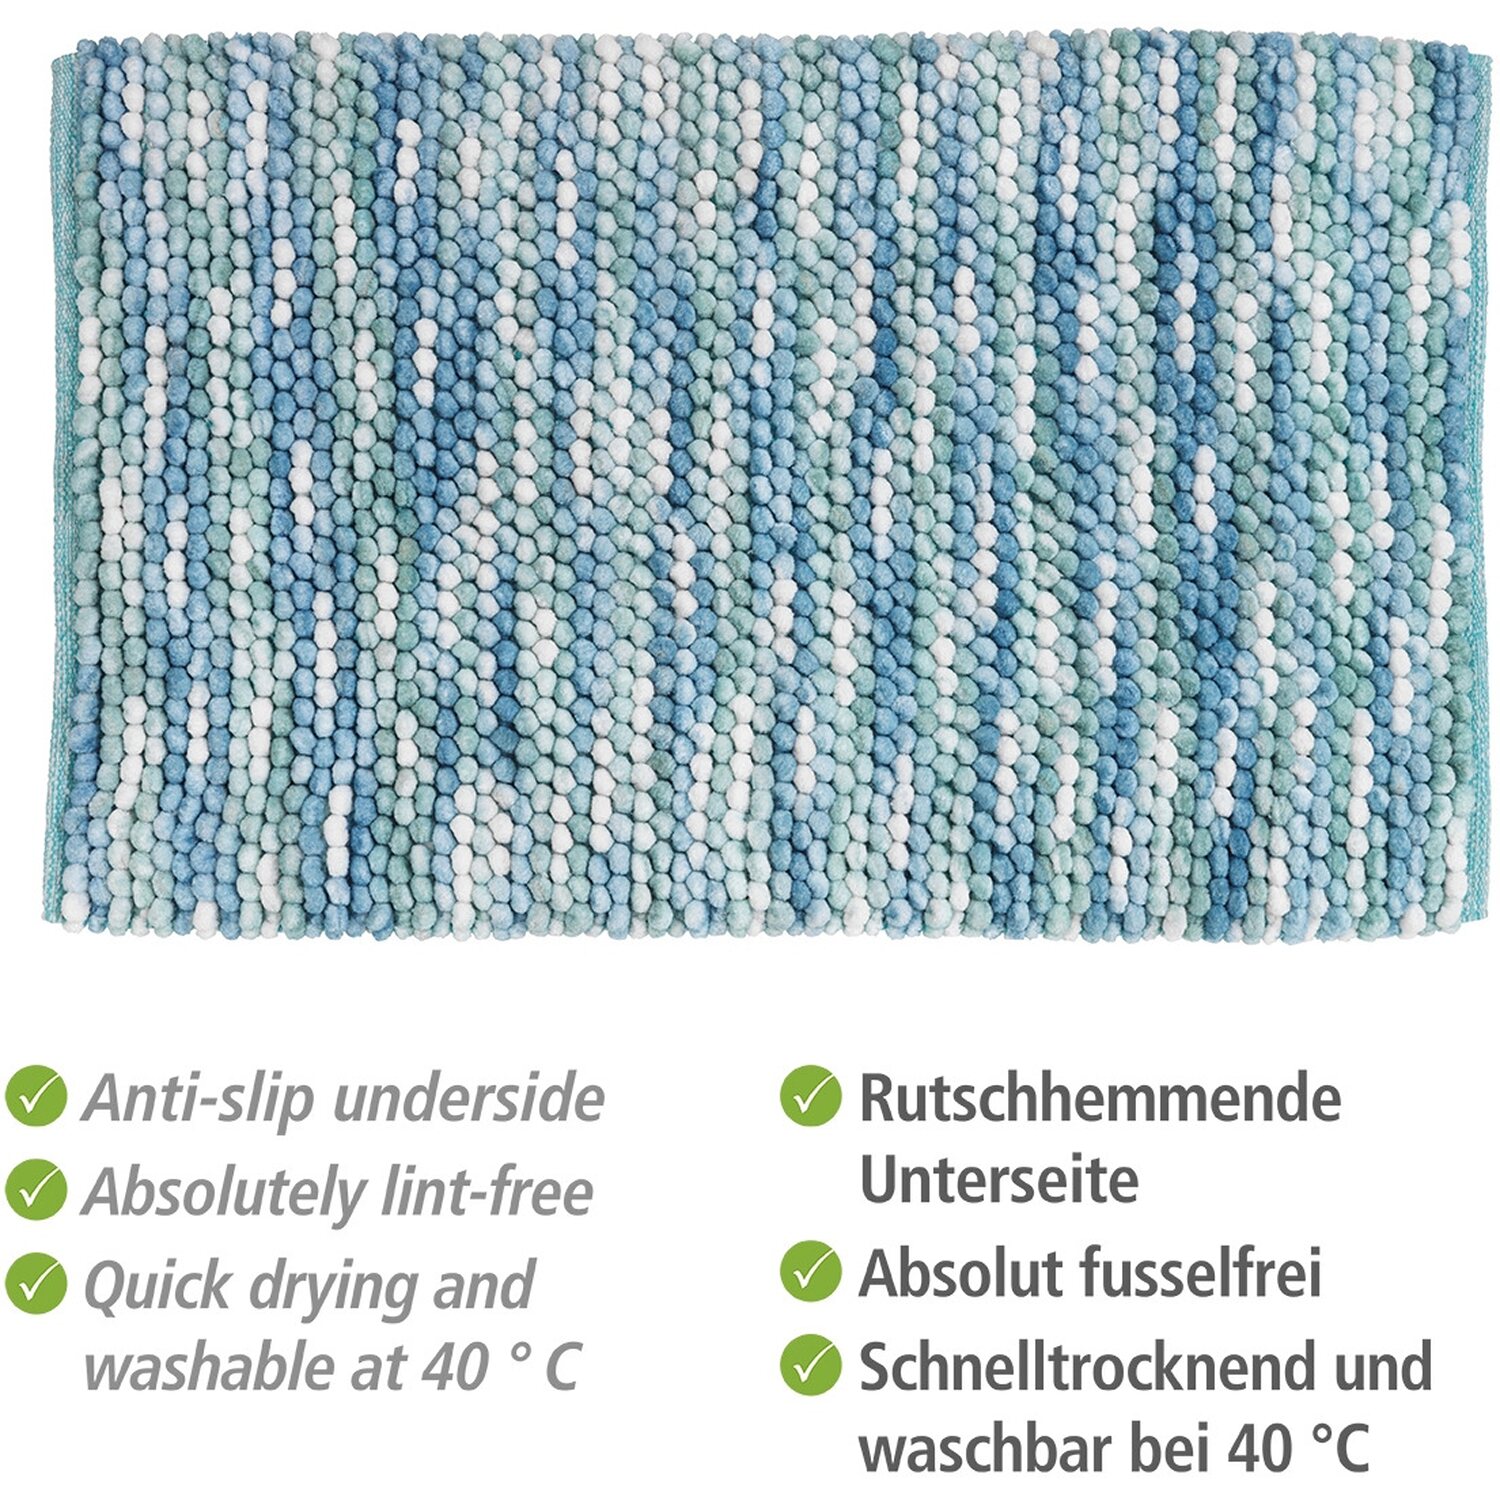 Anti-slip underside
Absolutely lint-free
Quick drying and
washable at 40 ° C
Rutschhemmende
Unterseite
Absolut fusselfrei
Schnelltrocknend und
waschbar bei 40 °C